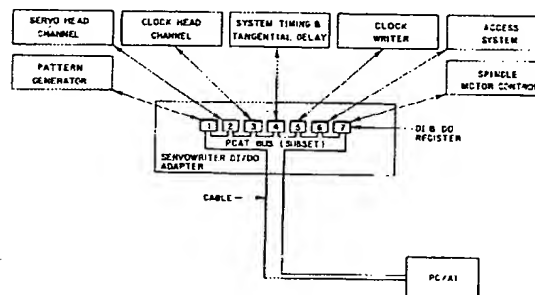 SERVO HEAD
CHANNEL
CLOCK HEAD
CHANNEL
SYSTEM TIMING &
TANGENTIAL DELAY
CLOCK
WRITER
ACCESS
SYSTEM
PATTERN
GENERATOR
SPINDLE
MOTOR CONTROL
1 2 3 4 5 6 7
DI & DO
REGISTER
PCAT BUS (SUBSET)
SERVOWRITER DI/DO
ADAPTER
CABLE
PC/AT